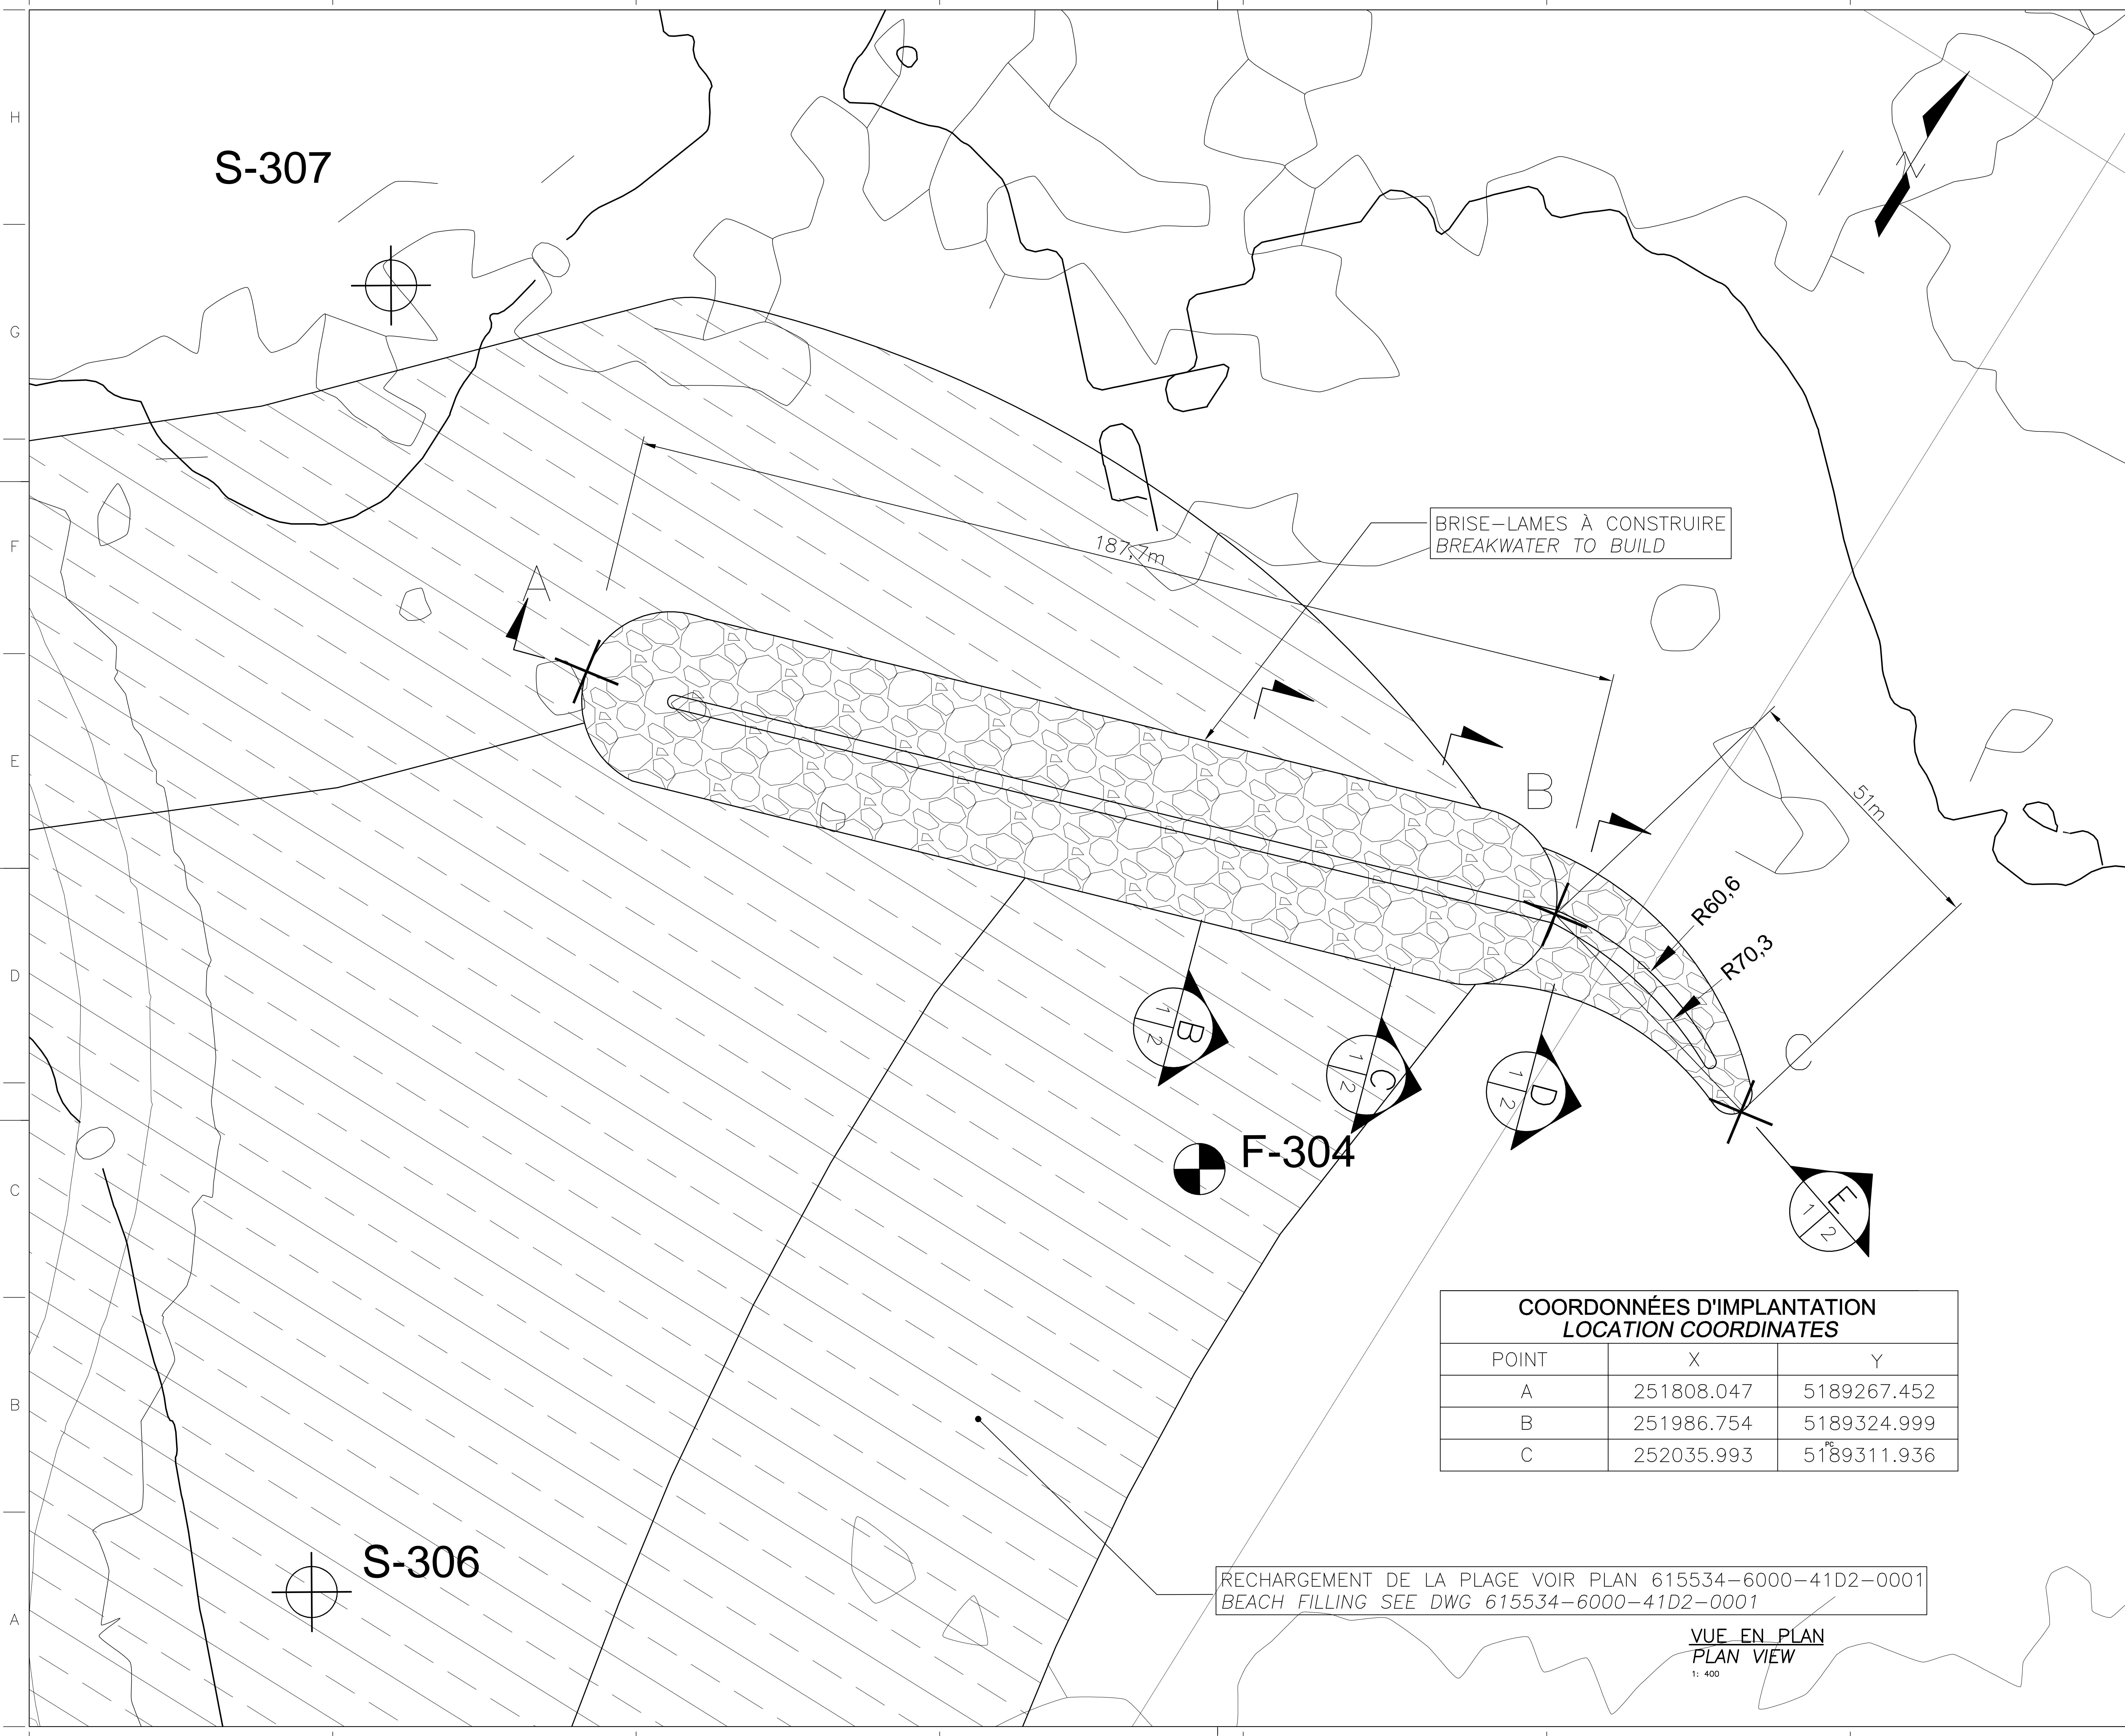 H
G
F
E
D
C
B
A
S-307
N
187,7m
BRISE-LAMES À CONSTRUIRE
BREAKWATER TO BUILD
A
B
51m
R60,6
R70,3
C
B
1
2
C
1
2
D
1
2
E
1
2
F-304
COORDONNÉES D'IMPLANTATION
LOCATION COORDINATES
POINT X Y
A 251808.047 5189267.452
B 251986.754 5189324.999
PC
C 252035.993 5189311.936
S-306
RECHARGEMENT DE LA PLAGE VOIR PLAN 615534-6000-41D2-0001
BEACH FILLING SEE DWG 615534-6000-41D2-0001
VUE EN PLAN
PLAN VIEW
1: 400